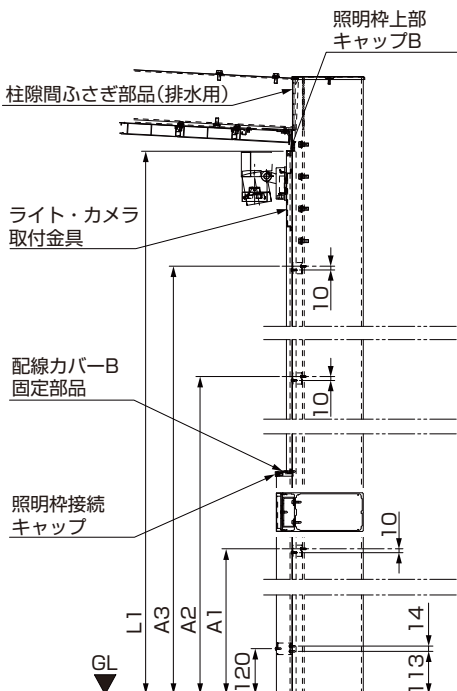 照明枠上部
キャップB
柱隙間ふさぎ部品(排水用)
ライト・カメラ
取付金具
10
10
配線カバーB
固定部品
照明枠接続
キャップ
10
L1
A3
A2
A1
14
120
113
GL